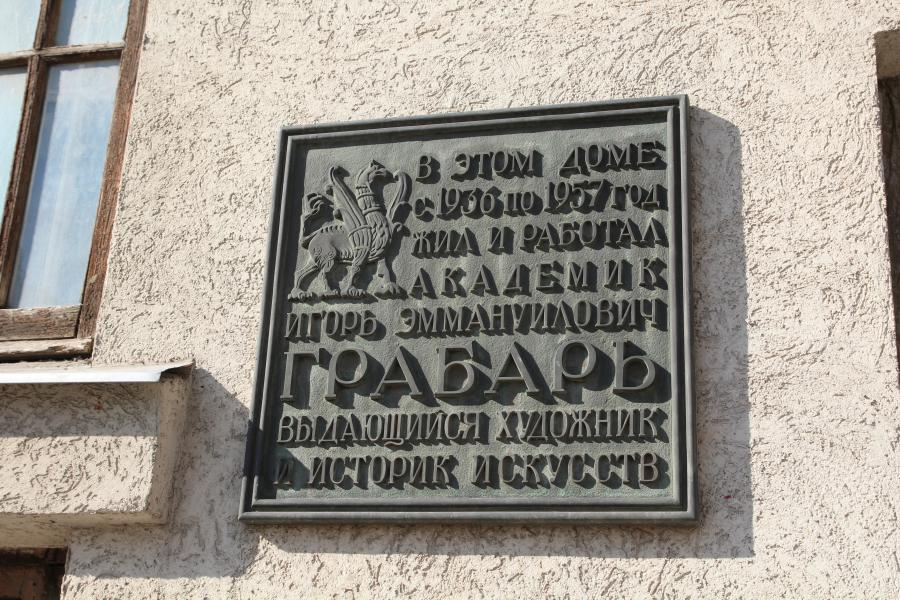 В ЭТОМ ДОМЕ
с 1936 по 1957 год
ЖИЛ И РАБОТАЛ
АКАДЕМИК
ИГОРЬ ЭММАНУИЛОВИЧ
ГРАБАРЬ
ВЫДАЮЩИЙСЯ ХУДОЖНИК
И ИСТОРИК ИСКУССТВ